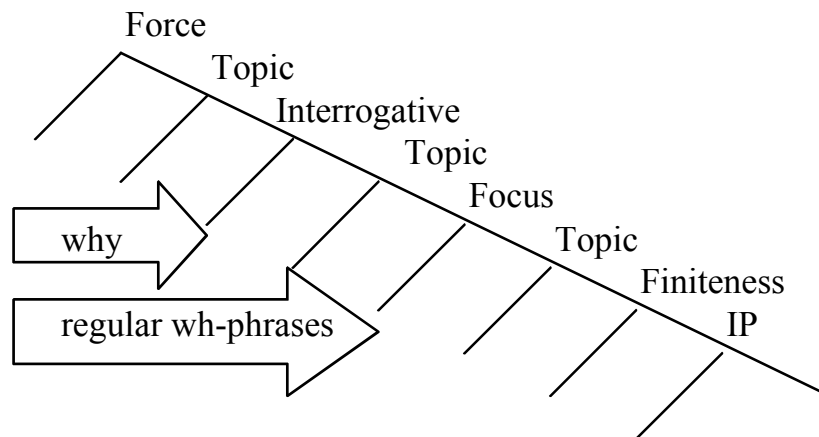 Force
Topic
Interrogative
Topic
Focus
why
Topic
Finiteness
regular wh-phrases
IP